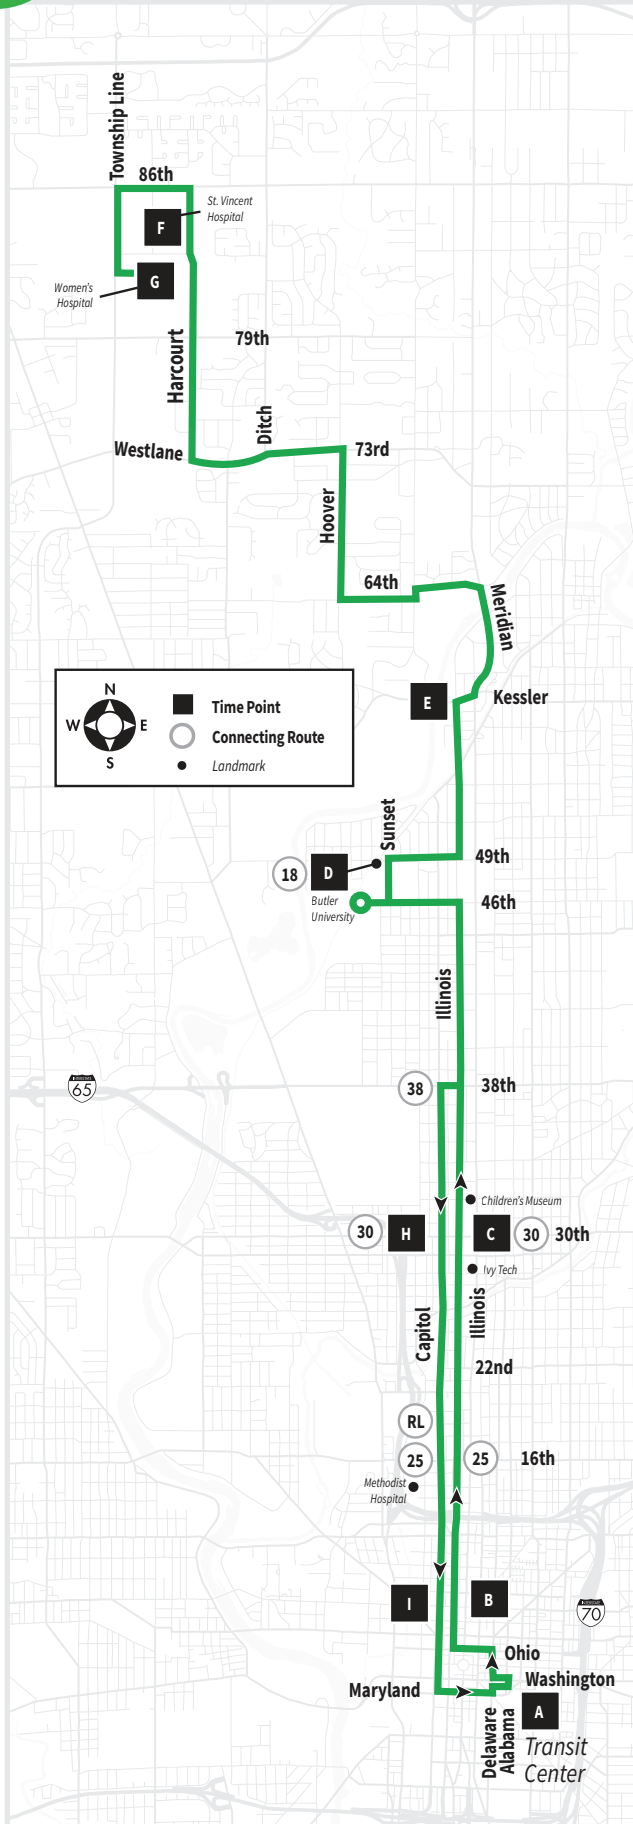 Township Line
86th
St. Vincent
Hospital
F
G
Women's
Hospital
79th
Harcourt
Ditch
Westlane
73rd
Hoover
64th
Meridian
N
W E
S
Time Point
Connecting Route
Landmark
E
Kessler
Sunset
49th
18
D
Butler
University
46th
Illinois
INTERSTATE
65
38
38th
Children's Museum
30
H
C
30
30th
Ivy Tech
Capitol
Illinois
22nd
RL
25
25
16th
Methodist
Hospital
I
B
INTERSTATE
70
Ohio
Washington
Maryland
A
Delaware
Alabama
Transit
Center